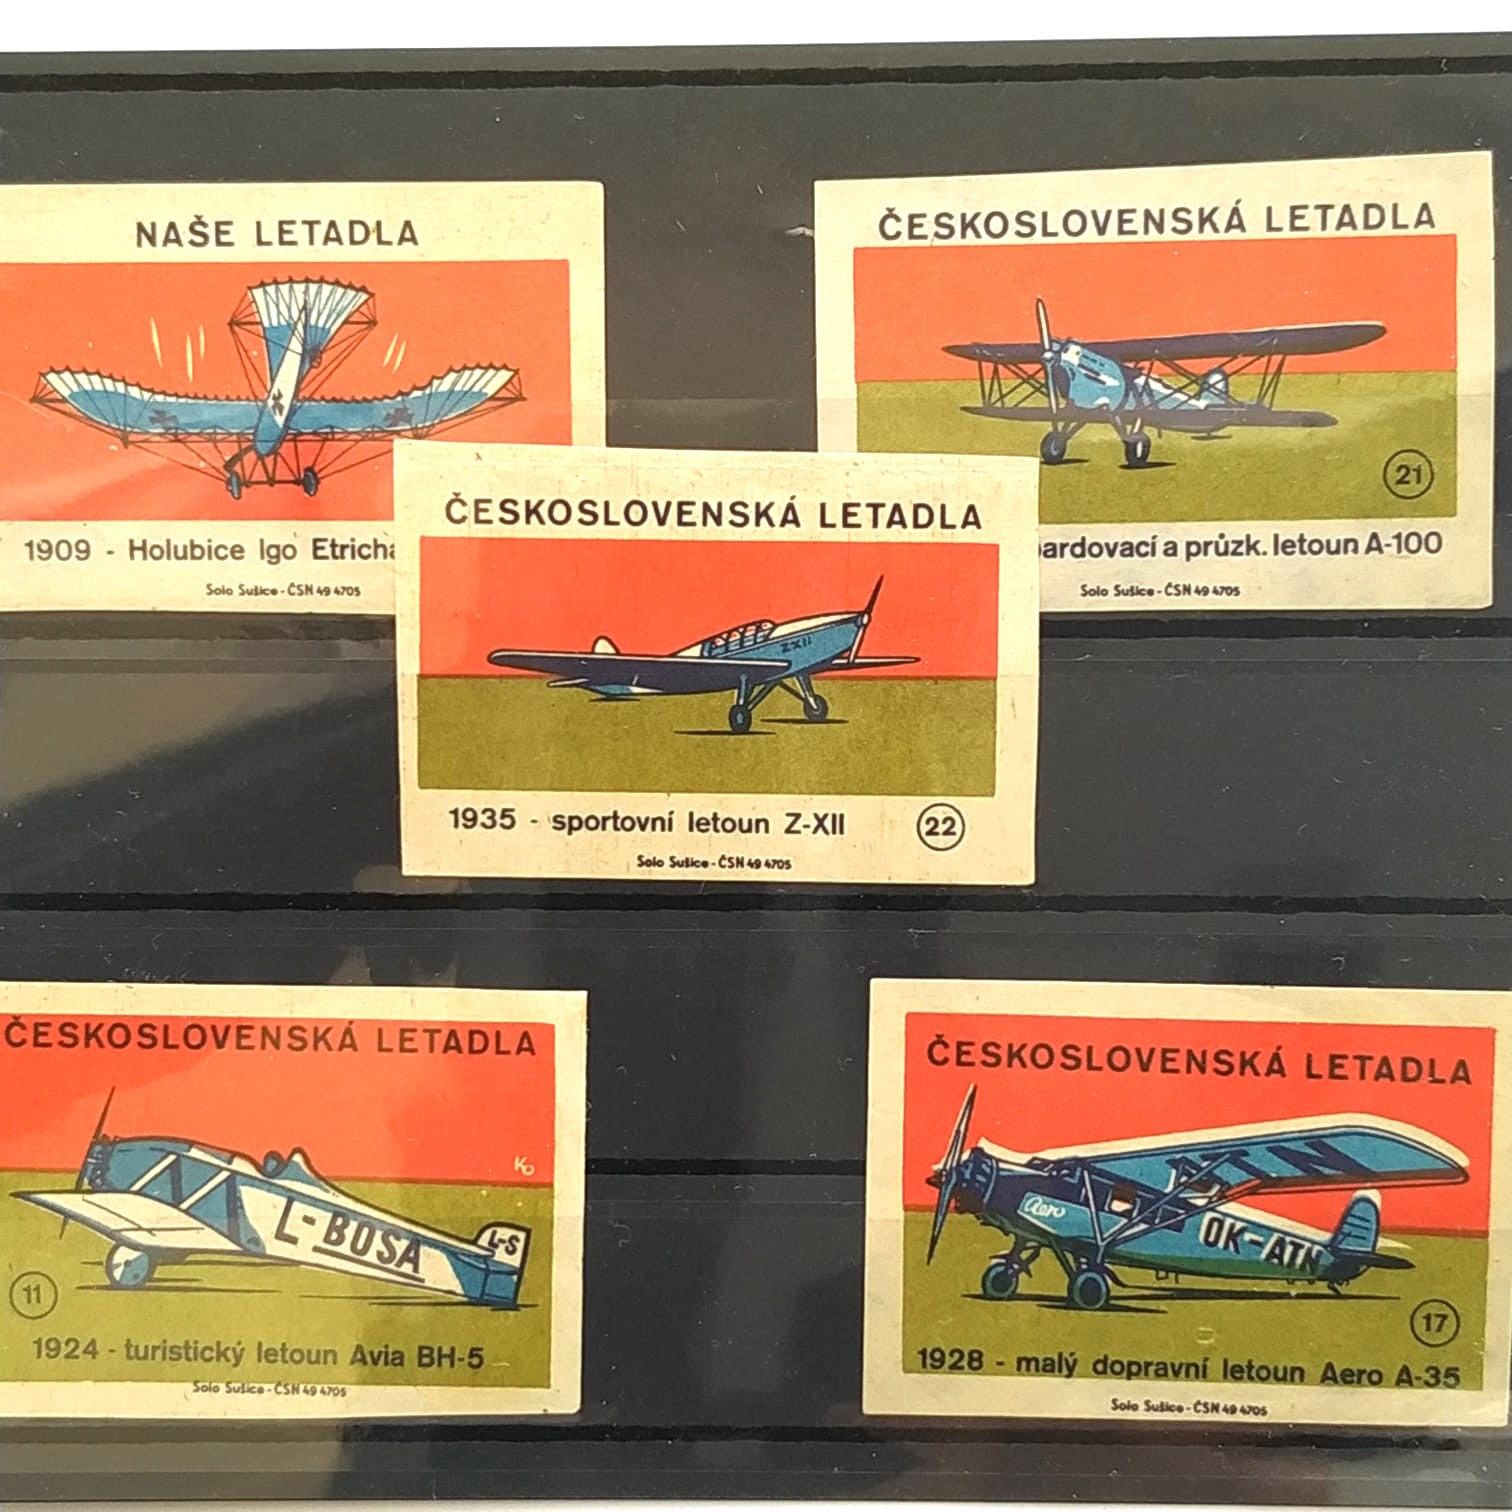 NAŠE LETADLA
1909 - Holubice Igo
Solo Sušice - ČSN 49 4705
ČESKOSLOVENSKÁ LETADLA
21
a průzk. letoun A-100
Solo Sušice - ČSN 49 4705
ČESKOSLOVENSKÁ LETADLA
Z-XII
1935 - sportovní letoun Z-XII
22
Solo Sušice - ČSN 49 4705
ČESKOSLOVENSKÁ LETADLA
L-BOSA
L-S
11
1924 - turistický letoun Avia BH-5
Solo Sušice - ČSN 49 4705
ČESKOSLOVENSKÁ LETADLA
Aero
OK-ATN
17
1928 - malý dopravní letoun Aero A-35
Solo Sušice - ČSN 49 4705